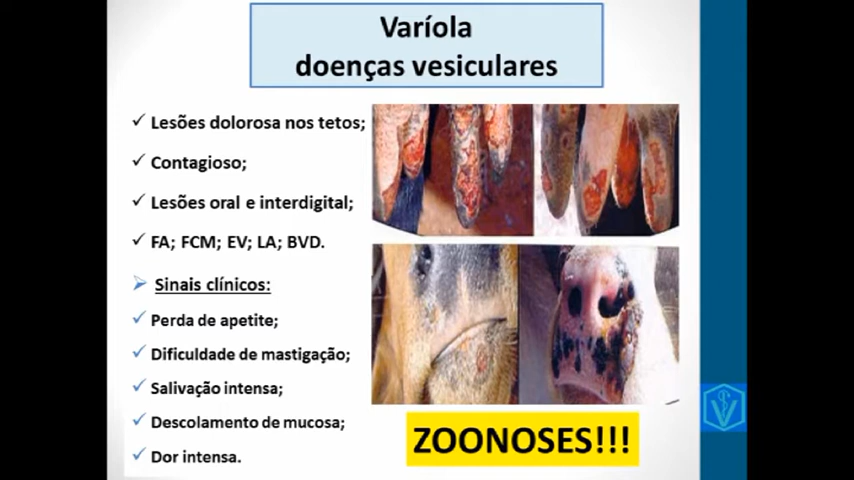 Varíola
doenças vesiculares
Lesões dolorosa nos tetos;
Contagioso;
Lesões oral e interdigital;
FA; FCM; EV; LA; BVD.
Sinais clínicos:
Perda de apetite;
Dificuldade de mastigação;
Salivação intensa;
Descolamento de mucosa;
Dor intensa.
ZOONOSES!!!